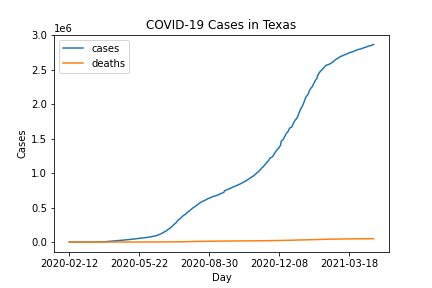 COVID-19 Cases in Texas
1e6
3.0
2.5
2.0
1.5
1.0
0.5
0.0
Cases
cases
deaths
2020-02-12 2020-05-22 2020-08-30 2020-12-08 2021-03-18
Day